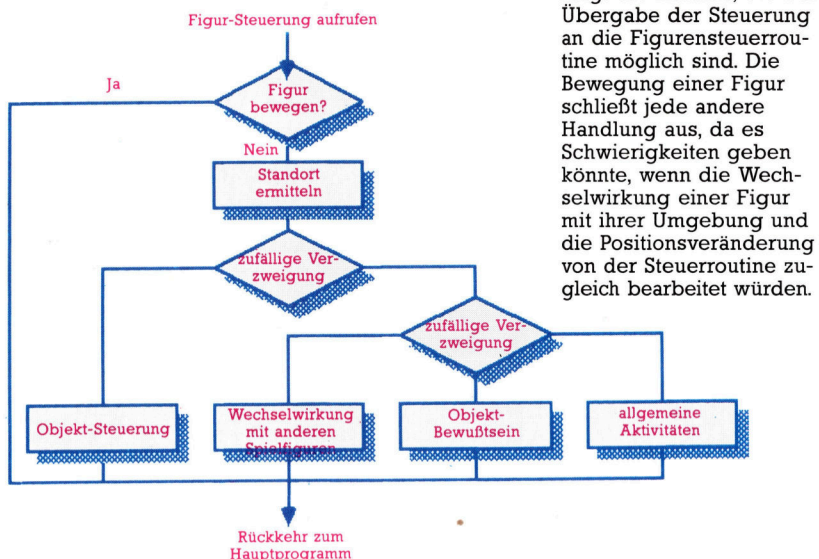 Figur-Steuerung aufrufen
Ja
Figur
bewegen?
Nein
Standort
ermitteln
zufällige Ver-
zweigung
zufällige Ver-
zweigung
Objekt-Steuerung
Wechselwirkung
mit anderen
Spielfiguren
Objekt-
Bewußtsein
allgemeine
Aktivitäten
Rückkehr zum
Hauptprogramm
Übergabe der Steuerung
an die Figurensteuerrou-
tine möglich sind. Die
Bewegung einer Figur
schließt jede andere
Handlung aus, da es
Schwierigkeiten geben
könnte, wenn die Wech-
selwirkung einer Figur
mit ihrer Umgebung und
die Positionsveränderung
von der Steuerroutine zu-
gleich bearbeitet würden.